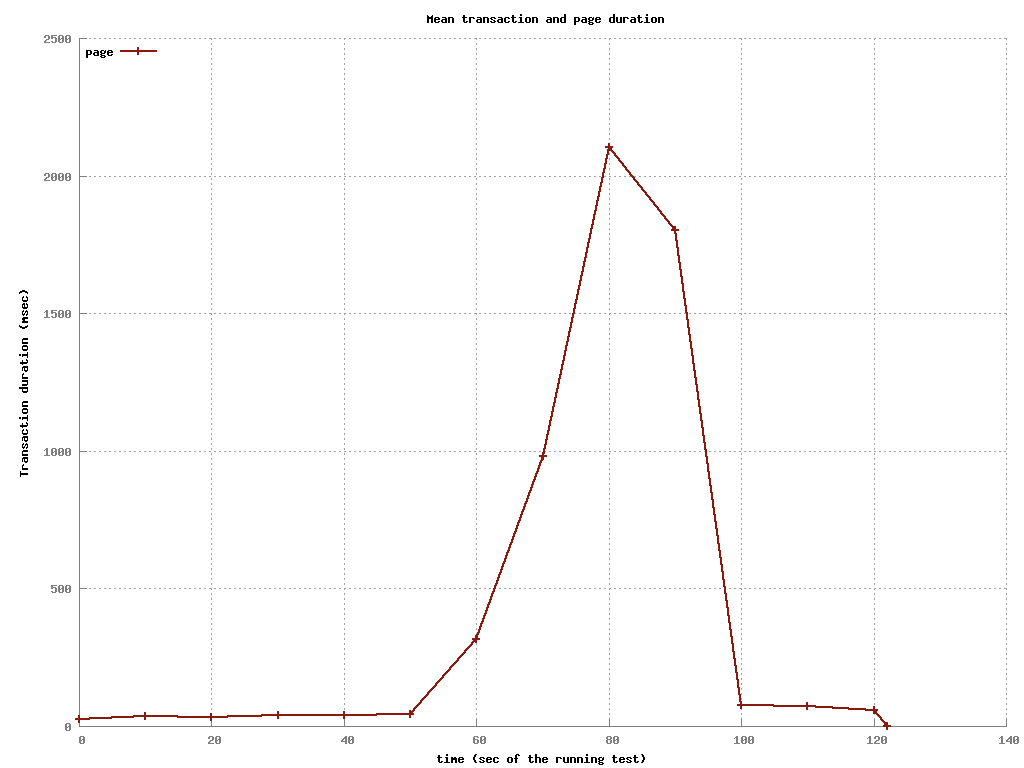 Mean transaction and page duration
page
2500
2000
1500
1000
500
0
Transaction duration (msec)
0 20 40 60 80 100 120 140
time (sec of the running test)